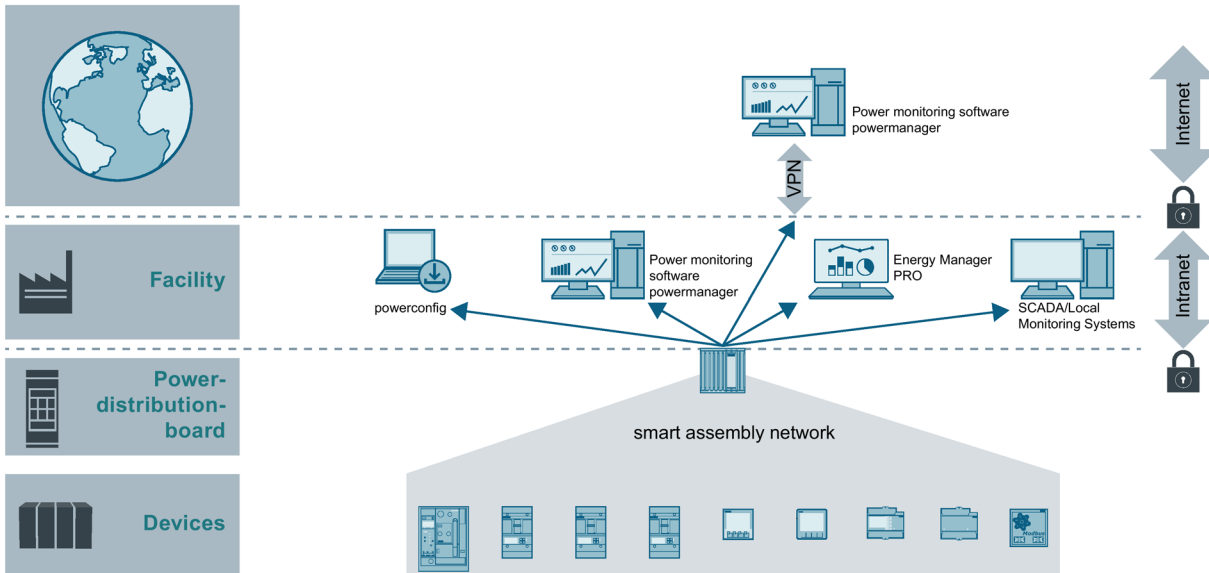 Power monitoring software
powermanager
Internet
VPN
Facility
powerconfig
Power monitoring
software
powermanager
Energy Manager
PRO
SCADA/Local
Monitoring Systems
Intranet
Power-
distribution-
board
smart assembly network
Devices
Modbus